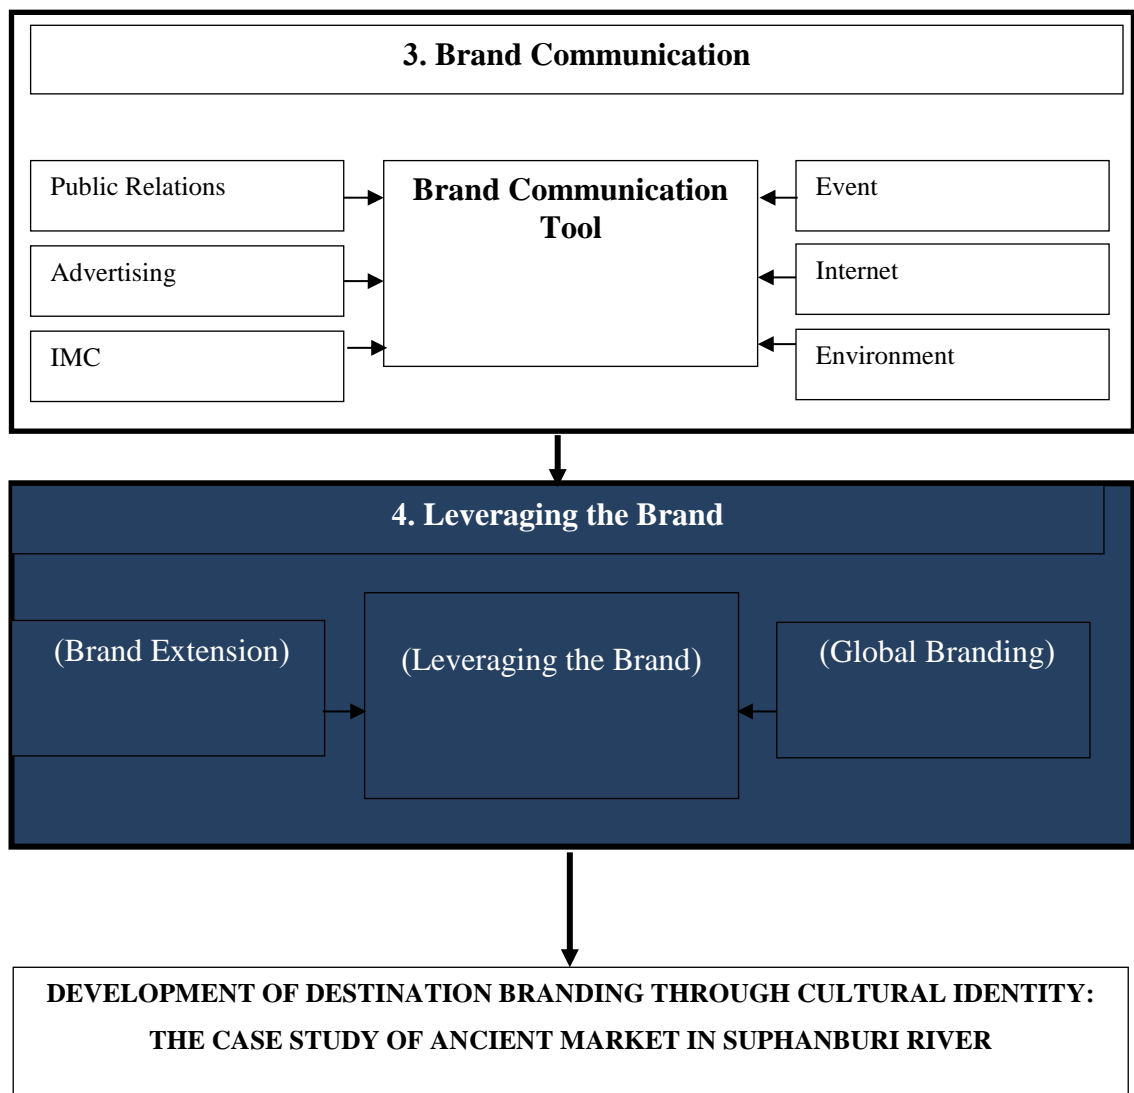 3. Brand Communication
Public Relations
Advertising
IMC
Brand Communication
Tool
Event
Internet
Environment
4. Leveraging the Brand
(Brand Extension)
(Leveraging the Brand)
(Global Branding)
DEVELOPMENT OF DESTINATION BRANDING THROUGH CULTURAL IDENTITY:
THE CASE STUDY OF ANCIENT MARKET IN SUPHANBURI RIVER